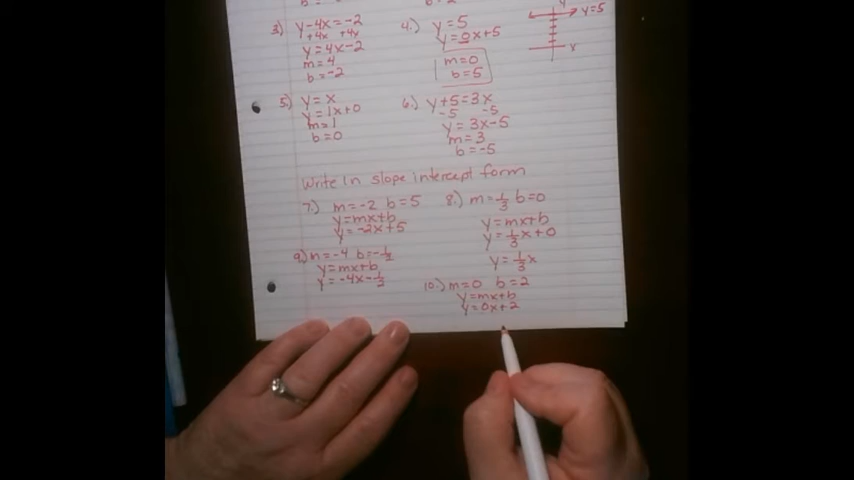 3.) y-4x=-2
+4x +4x
y=4x-2
m=4
b=-2
4.) y=5
y=0x+5
m=0
b=5
y=5
x
5.) y=x
y=1x+0
m=1
b=0
6.) y+5=3x
-5 -5
y=3x-5
m=3
b=-5
Write in slope intercept form
7.) m=-2 b=5
y=mx+b
y=-2x+5
8.) m=1/3 b=0
y=mx+b
y=1/3x+0
y=1/3x
9.) m=-4 b=-1/2
y=mx+b
y=-4x-1/2
10.) m=0 b=2
y=mx+b
y=0x+2